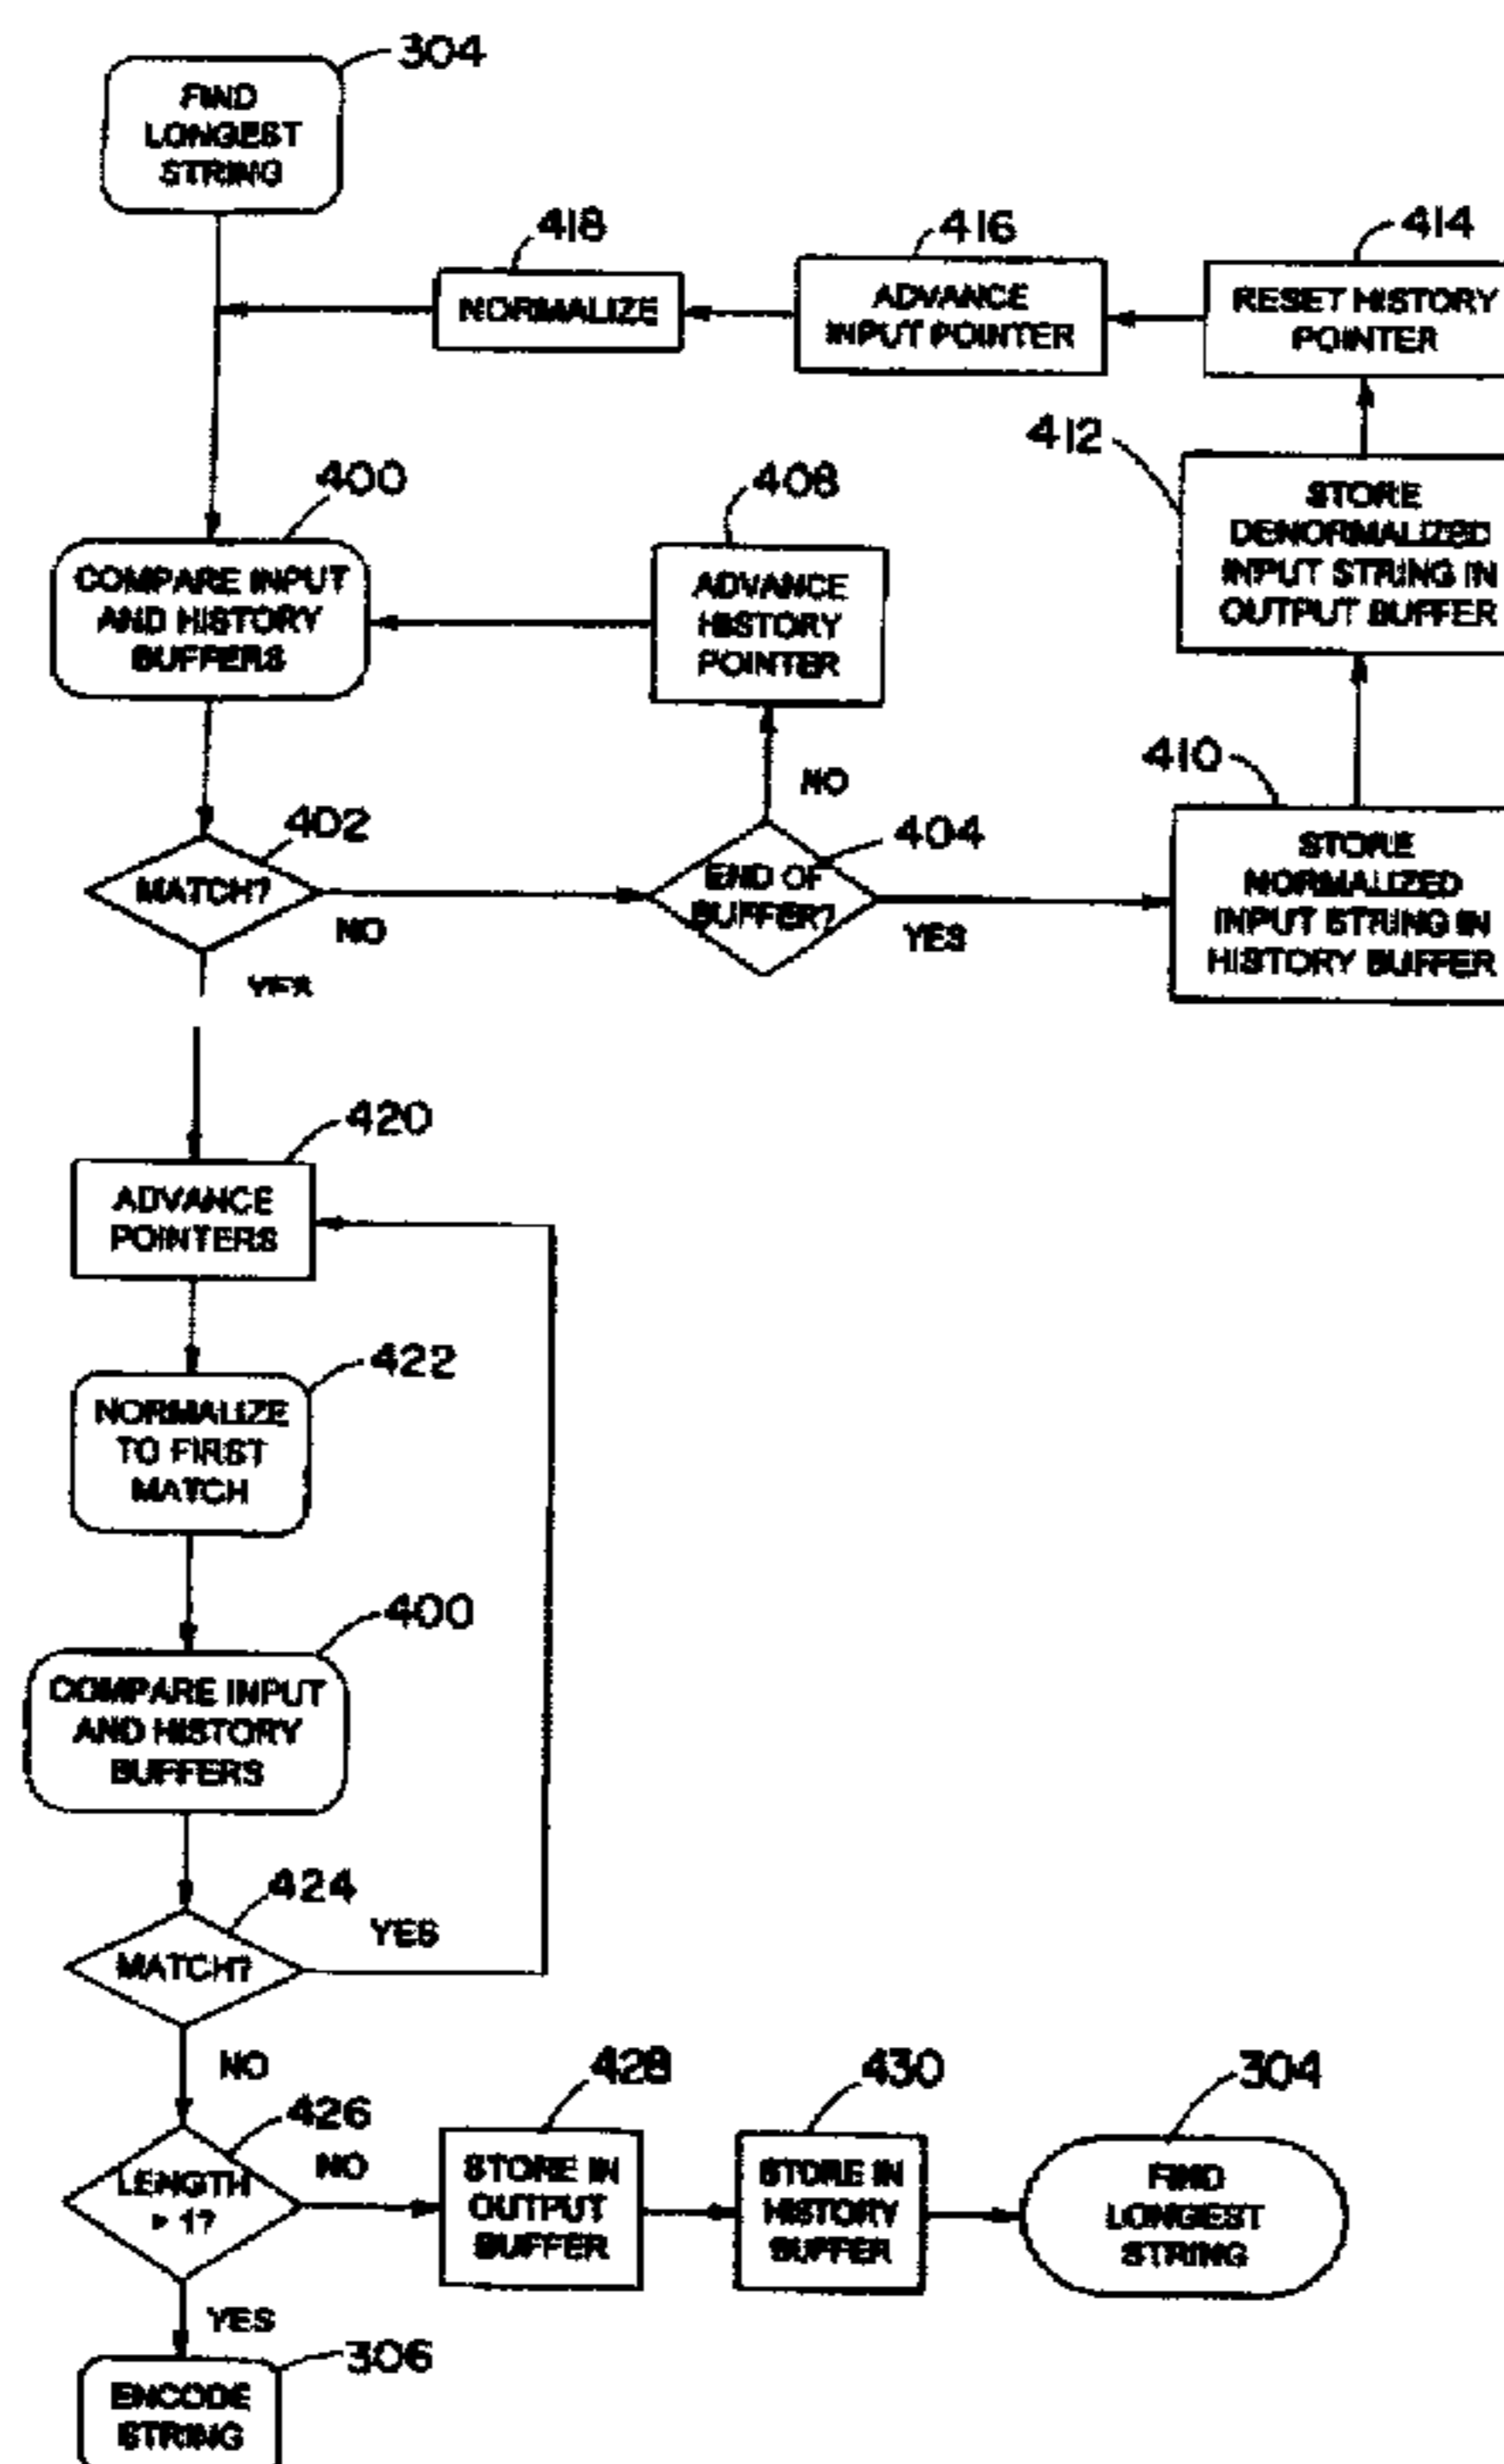 304
FIND
LONGEST
STRING
418
NORMALIZE
416
ADVANCE
INPUT POINTER
414
RESET HISTORY
POINTER
412
STORE
DENORMALIZED
INPUT STRING IN
OUTPUT BUFFER
400
COMPARE INPUT
AND HISTORY
BUFFERS
408
ADVANCE
HISTORY
POINTER
410
STORE
NORMALIZED
INPUT STRING IN
HISTORY BUFFER
402
MATCH?
NO
YES
404
END OF
BUFFER?
NO
YES
420
ADVANCE
POINTERS
422
NORMALIZE
TO FIRST
MATCH
400
COMPARE INPUT
AND HISTORY
BUFFERS
424
MATCH?
YES
NO
426
LENGTH
> 1?
NO
YES
428
STORE IN
OUTPUT
BUFFER
430
STORE IN
HISTORY
BUFFER
304
FIND
LONGEST
STRING
306
ENCODE
STRING